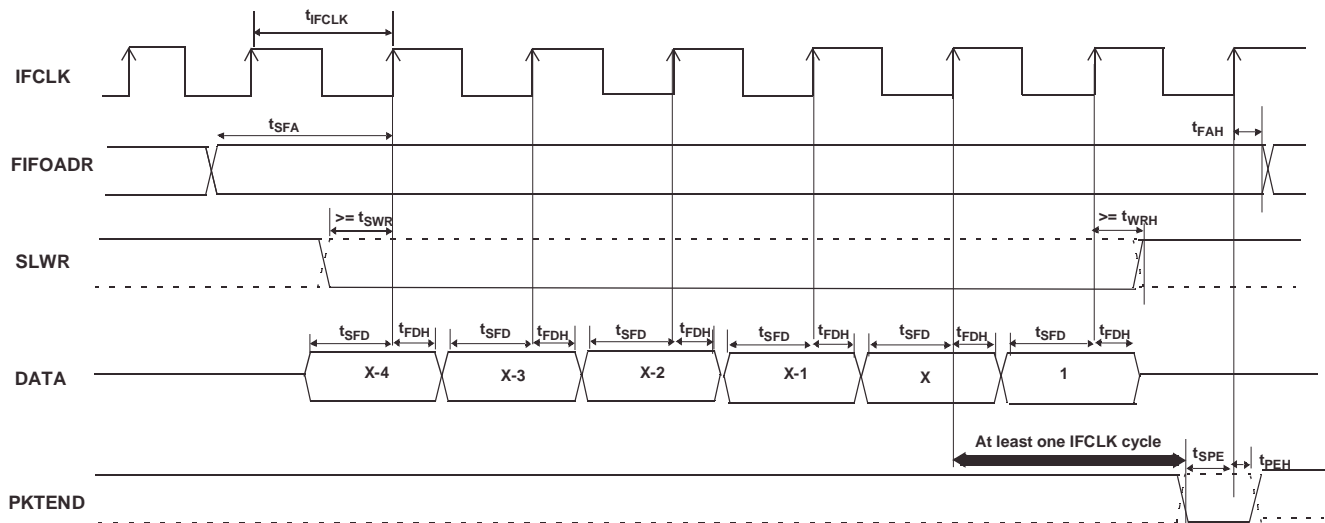 tIFCLK
IFCLK
tSFA
tFAH
FIFOADR
>= tSWR
>= tWRH
SLWR
tSFD tFDH tSFD tFDH tSFD tFDH tSFD tFDH tSFD tFDH tSFD tFDH
DATA X-4 X-3 X-2 X-1 X 1
At least one IFCLK cycle
tSPE
tPEH
PKTEND